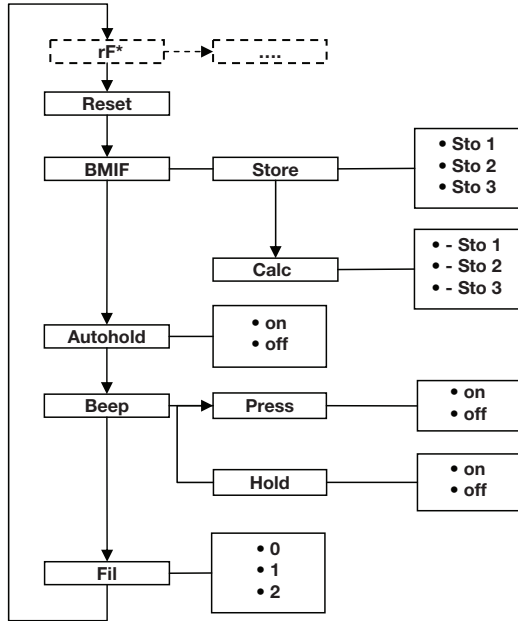 rF*
....
Reset
BMIF
Store
• Sto 1
• Sto 2
• Sto 3
Calc
• - Sto 1
• - Sto 2
• - Sto 3
Autohold
• on
• off
Beep
Press
• on
• off
Hold
• on
• off
Fil
• 0
• 1
• 2